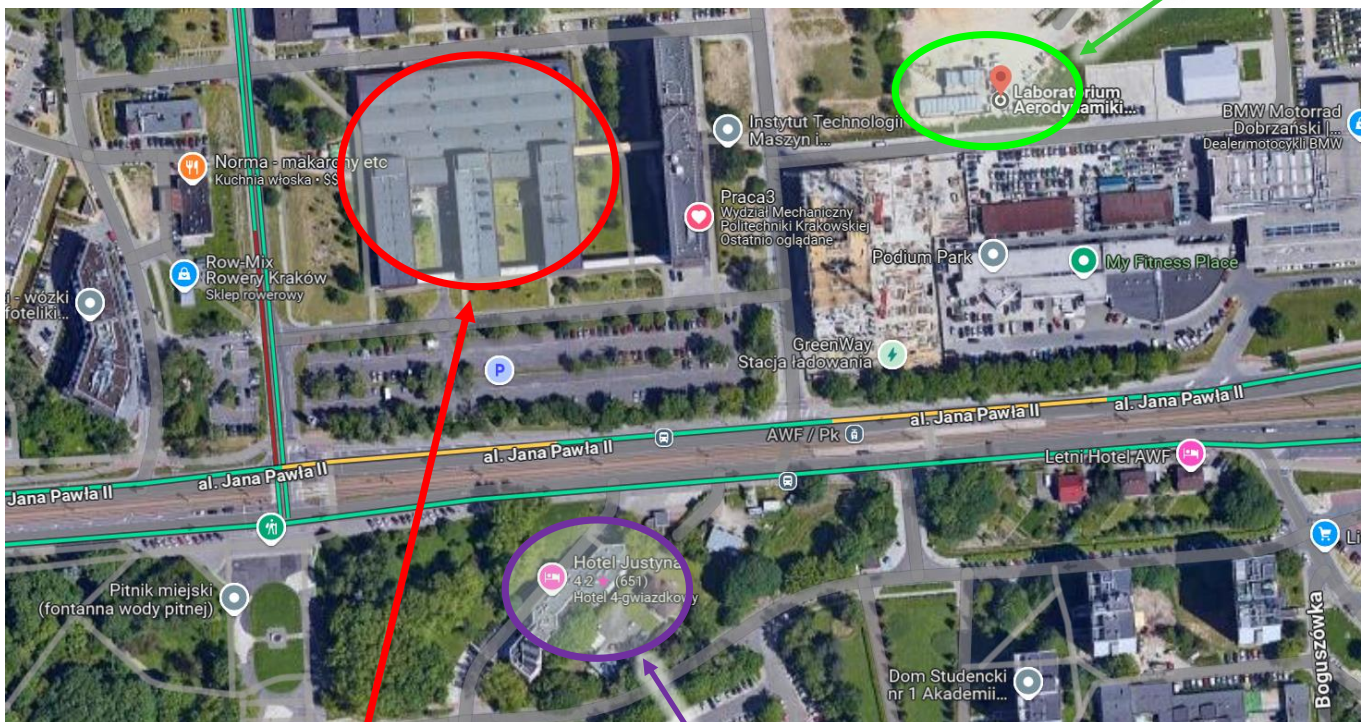 Laboratorium
Aerodynamiki...
BMW Motorrad
Dobrzański |...
Dealer motocykli BMW
Instytut Technologii
Maszyn i...
Norma - makarony etc
Kuchnia włoska • $$
Praca3
Wydział Mechaniczny
Politechniki Krakowskiej
Ostatnio oglądane
Row-Mix
Rowery Kraków
Sklep rowerowy
Podium Park
My Fitness Place
i - wózki
foteliki...
GreenWay
Stacja ładowania
P
al. Jana Pawła II
al. Jana Pawła II
AWF / Pk
al. Jana Pawła II
al. Jana Pawła II
Jana Pawła II
Letni Hotel AWF
Hotel Justyna
4,2 (651)
Hotel 4-gwiazdkowy
Pitnik miejski
(fontanna wody pitnej)
Li
Boguszówka
Dom Studencki
nr 1 Akademii...